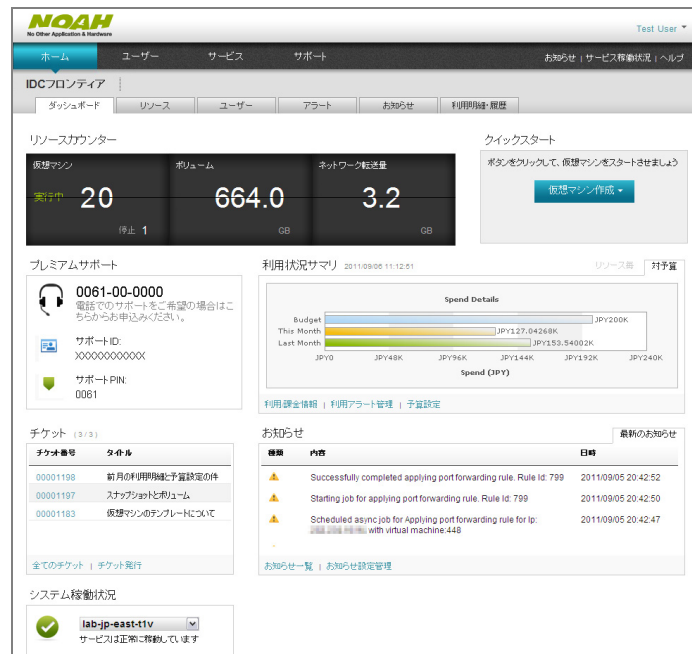 NOAH
No Other Application & Hardware
Test User
ホーム ユーザー サービス サポート お知らせ | サービス稼働状況 | ヘルプ
IDCフロンティア
ダッシュボード リソース ユーザー アラート お知らせ 利用明細・履歴
リソースカウンター
クイックスタート
仮想マシン ボリューム ネットワーク転送量
ボタンをクリックして、仮想マシンをスタートさせましょう
実行中 20 664.0 3.2
仮想マシン作成
停止 1 GB GB
プレミアムサポート
0061-00-0000
電話でのサポートをご希望の場合はこ
ちらからお申込みください。
サポートID:
XXXXXXXXXXX
サポートPIN:
0061
利用状況サマリ 2011/09/06 11:12:51 リソース毎 対予算
Spend Details
Budget JPY200K
This Month JPY127.04268K
Last Month JPY153.54002K
JPY0 JPY48K JPY96K JPY144K JPY192K JPY240K
Spend (JPY)
利用課金情報 | 利用アラート管理 | 予算設定
チケット (3/3)
チケット番号 タイトル
00001198 前月の利用明細と予算設定の件
00001197 スナップショットとボリューム
00001183 仮想マシンのテンプレートについて
全てのチケット | チケット発行
お知らせ 最新のお知らせ
種類 内容 日時
Successfully completed applying port forwarding rule. Rule Id: 799 2011/09/05 20:42:52
Starting job for applying port forwarding rule. Rule Id: 799 2011/09/05 20:42:50
Scheduled async job for Applying port forwarding rule for Ip: 2011/09/05 20:42:47
with virtual machine:448
お知らせ一覧 | お知らせ設定管理
システム稼働状況
lab-jp-east-t1v
サービスは正常に稼働しています